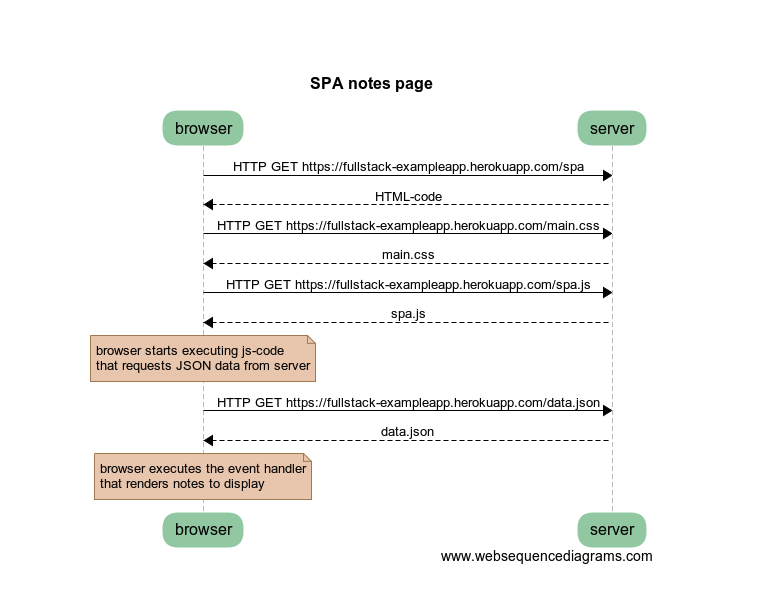 SPA notes page
browser
server
HTTP GET https://fullstack-exampleapp.herokuapp.com/spa
HTML-code
HTTP GET https://fullstack-exampleapp.herokuapp.com/main.css
main.css
HTTP GET https://fullstack-exampleapp.herokuapp.com/spa.js
spa.js
browser starts executing js-code
that requests JSON data from server
HTTP GET https://fullstack-exampleapp.herokuapp.com/data.json
data.json
browser executes the event handler
that renders notes to display
browser
server
www.websequencediagrams.com